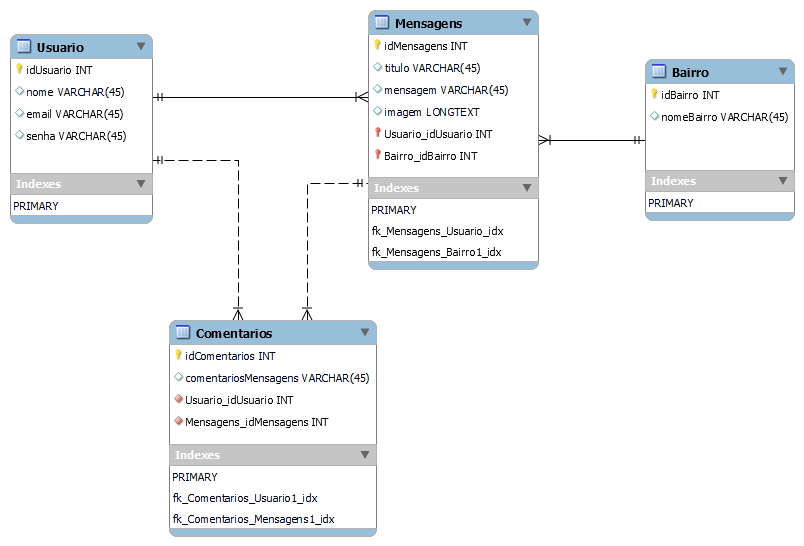 Usuario
idUsuario INT
nome VARCHAR(45)
email VARCHAR(45)
senha VARCHAR(45)
Indexes
PRIMARY
Mensagens
idMensagens INT
titulo VARCHAR(45)
mensagem VARCHAR(45)
imagem LONGTEXT
Usuario_idUsuario INT
Bairro_idBairro INT
Indexes
PRIMARY
fk_Mensagens_Usuario_idx
fk_Mensagens_Bairro1_idx
Bairro
idBairro INT
nomeBairro VARCHAR(45)
Indexes
PRIMARY
Comentarios
idComentarios INT
comentariosMensagens VARCHAR(45)
Usuario_idUsuario INT
Mensagens_idMensagens INT
Indexes
PRIMARY
fk_Comentarios_Usuario1_idx
fk_Comentarios_Mensagens1_idx